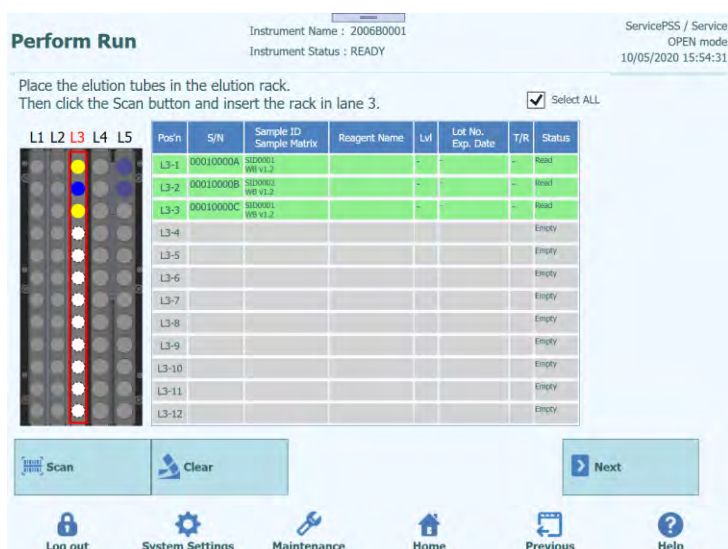 Perform Run
Instrument Name : 2006B0001
Instrument Status : READY
ServicePSS / Service
OPEN mode
10/05/2020 15:54:31
Place the elution tubes in the elution rack.
Then click the Scan button and insert the rack in lane 3.
Select ALL
L1 L2 L3 L4 L5
Pos'n S/N Sample ID Sample Matrix Reagent Name Lvl Lot No. Exp. Date T/R Status
L3-1 00010000A SID0001 WB v1.2 - - - Read
L3-2 00010000B WB v1.2 - - - Read
L3-3 00010000C SID0001 WB v1.2 - - - Read
L3-4 Empty
L3-5 Empty
L3-6 Empty
L3-7 Empty
L3-8 Empty
L3-9 Empty
L3-10 Empty
L3-11 Empty
L3-12 Empty
Scan
Clear
Next
Log out
System Settings
Maintenance
Home
Previous
Help